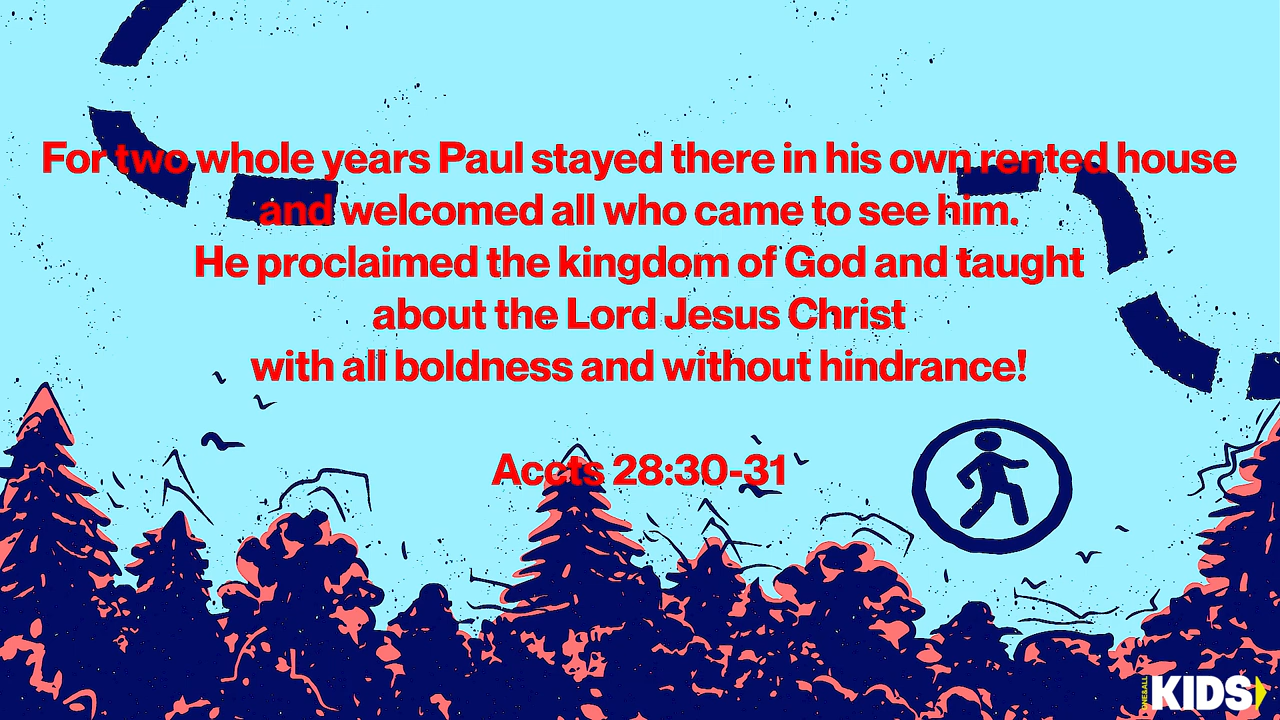 For two whole years Paul stayed there in his own rented house
and welcomed all who came to see him.
He proclaimed the kingdom of God and taught
about the Lord Jesus Christ
with all boldness and without hindrance!
Accts 28:30-31
ONE&ALL
KIDS